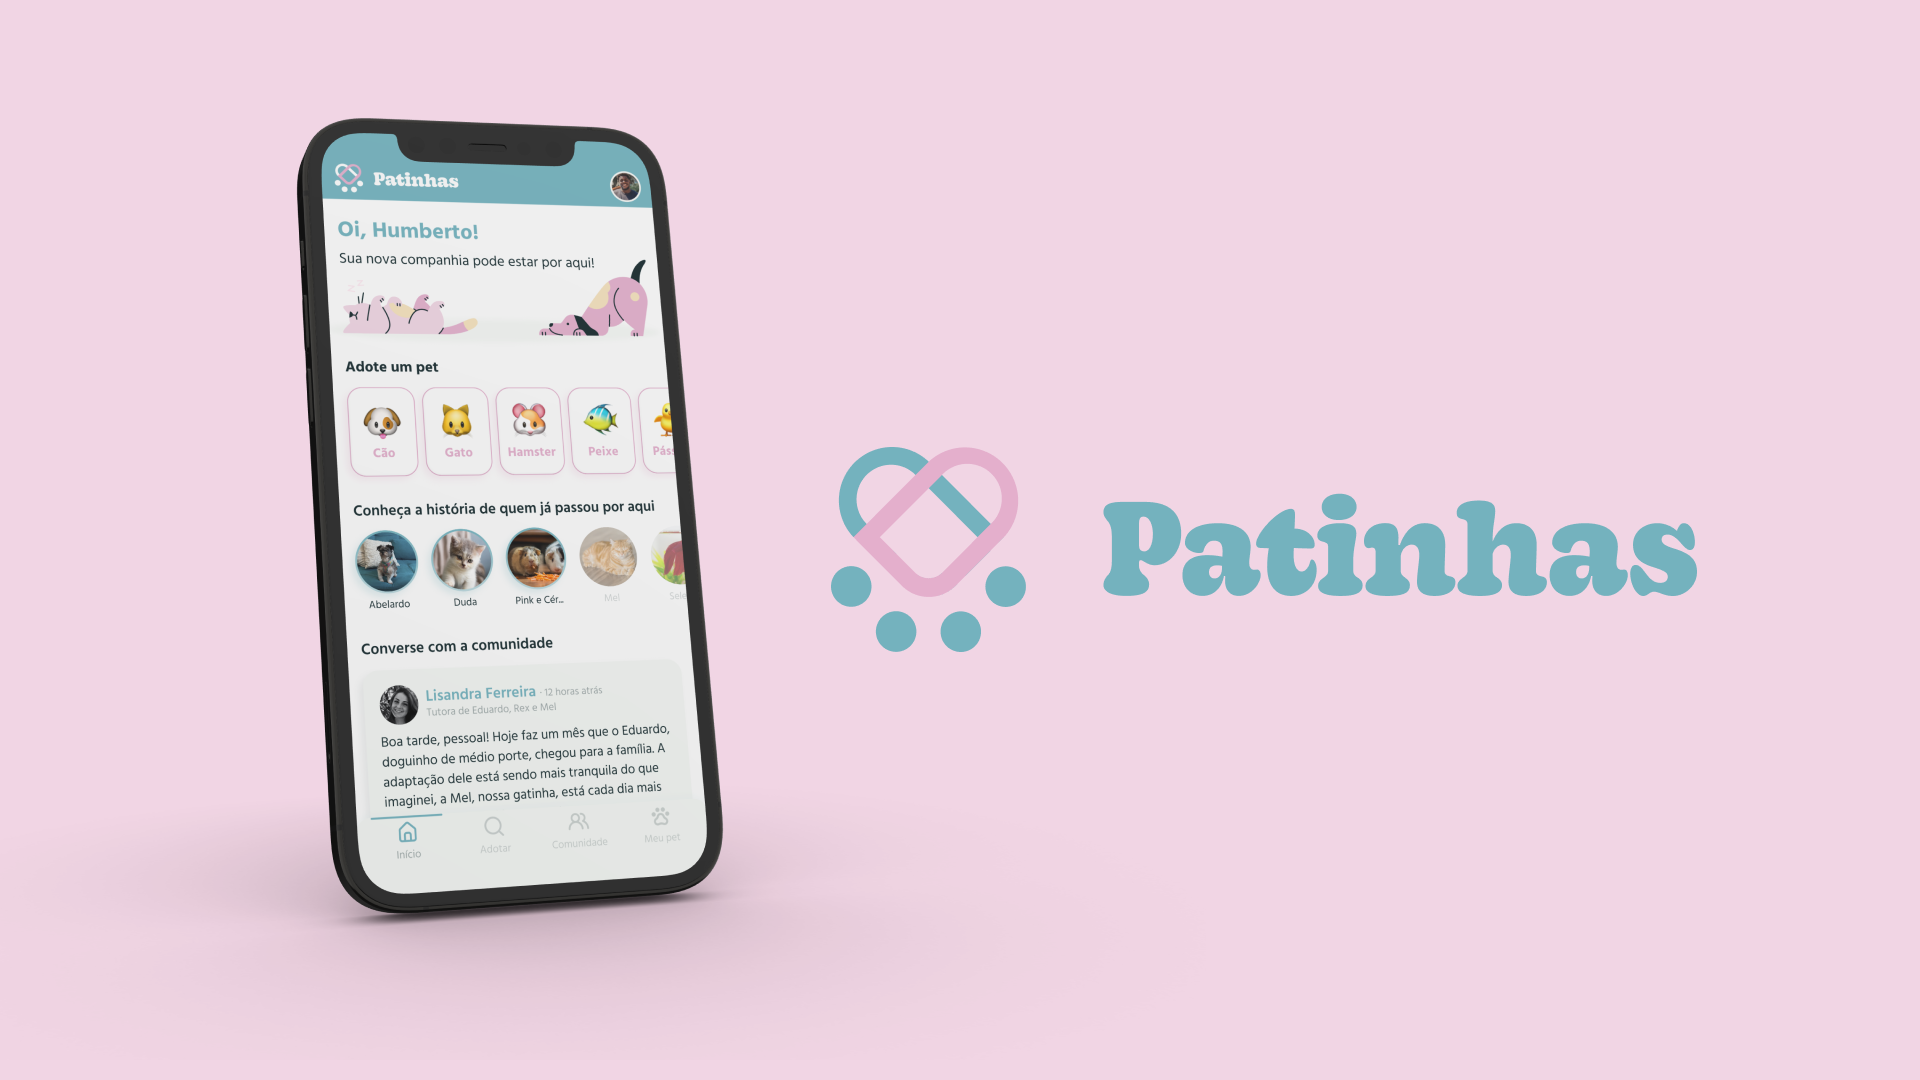 Patinhas
Oi, Humberto!
Sua nova companhia pode estar por aqui!
Adote um pet
Cão
Gato
Hamster
Peixe
Páss
Conheça a história de quem já passou por aqui
Abelardo
Duda
Pink e Cér...
Mel
Sele
Converse com a comunidade
Lisandra Ferreira · 12 horas atrás
Tutora de Eduardo, Rex e Mel
Boa tarde, pessoal! Hoje faz um mês que o Eduardo,
doguinho de médio porte, chegou para a família. A
adaptação dele está sendo mais tranquila do que
imaginei, a Mel, nossa gatinha, está cada dia mais
Início
Adotar
Comunidade
Meu pet
Patinhas